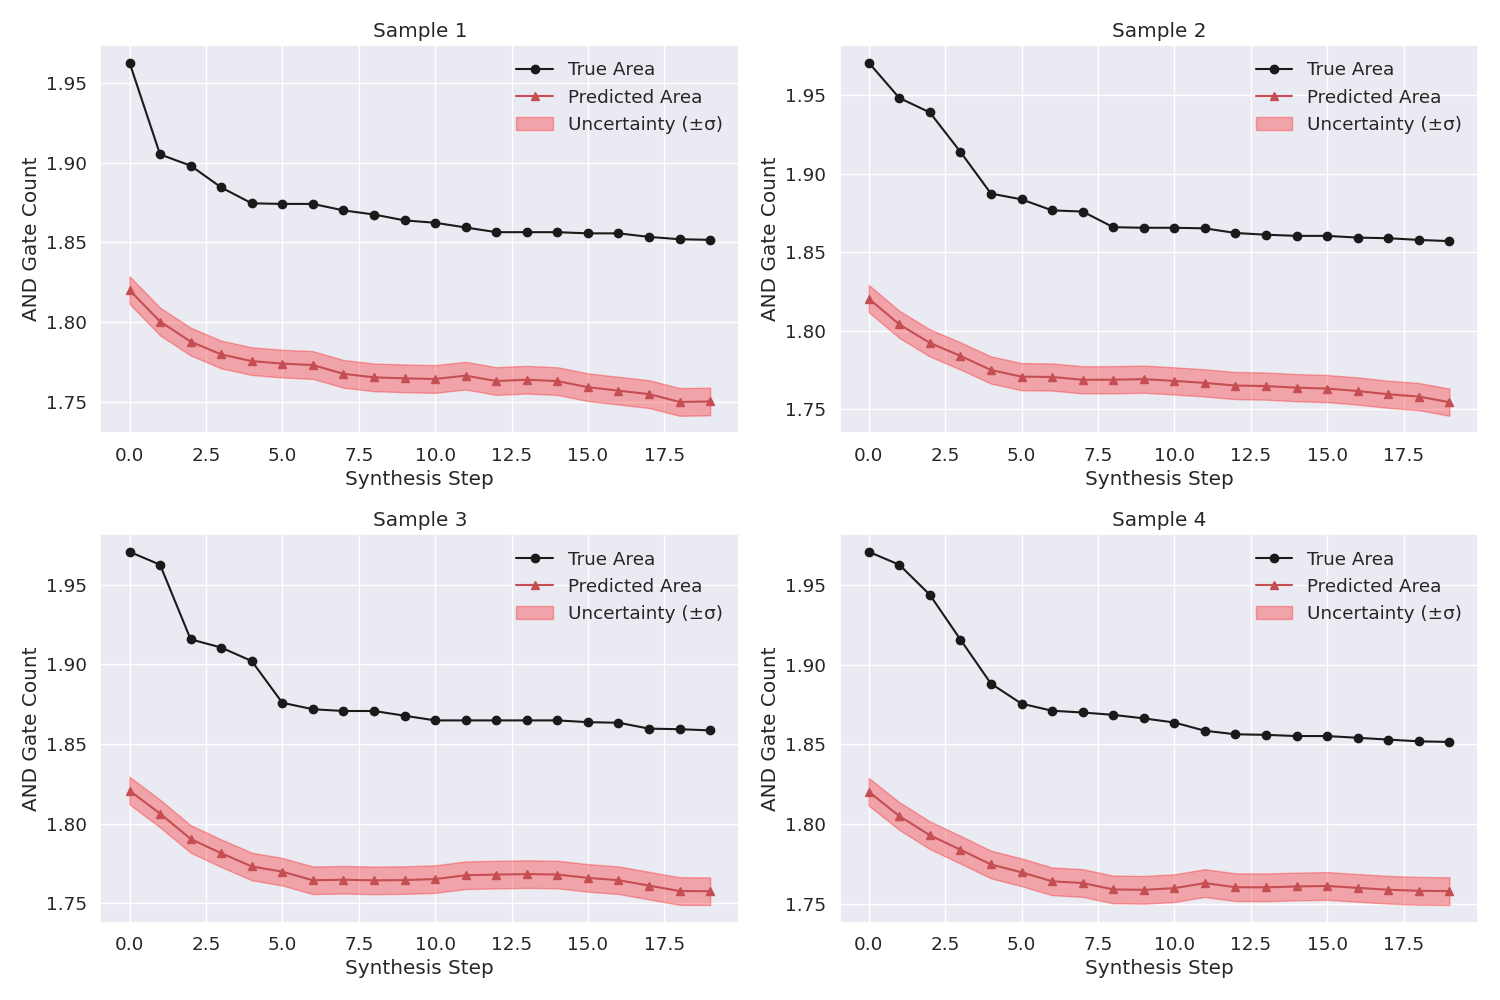 Sample 1
AND Gate Count
1.95
1.90
1.85
1.80
1.75
True Area
Predicted Area
Uncertainty (±σ)
0.0 2.5 5.0 7.5 10.0 12.5 15.0 17.5
Synthesis Step
Sample 2
AND Gate Count
1.95
1.90
1.85
1.80
1.75
True Area
Predicted Area
Uncertainty (±σ)
0.0 2.5 5.0 7.5 10.0 12.5 15.0 17.5
Synthesis Step
Sample 3
AND Gate Count
1.95
1.90
1.85
1.80
1.75
True Area
Predicted Area
Uncertainty (±σ)
0.0 2.5 5.0 7.5 10.0 12.5 15.0 17.5
Synthesis Step
Sample 4
AND Gate Count
1.95
1.90
1.85
1.80
1.75
True Area
Predicted Area
Uncertainty (±σ)
0.0 2.5 5.0 7.5 10.0 12.5 15.0 17.5
Synthesis Step